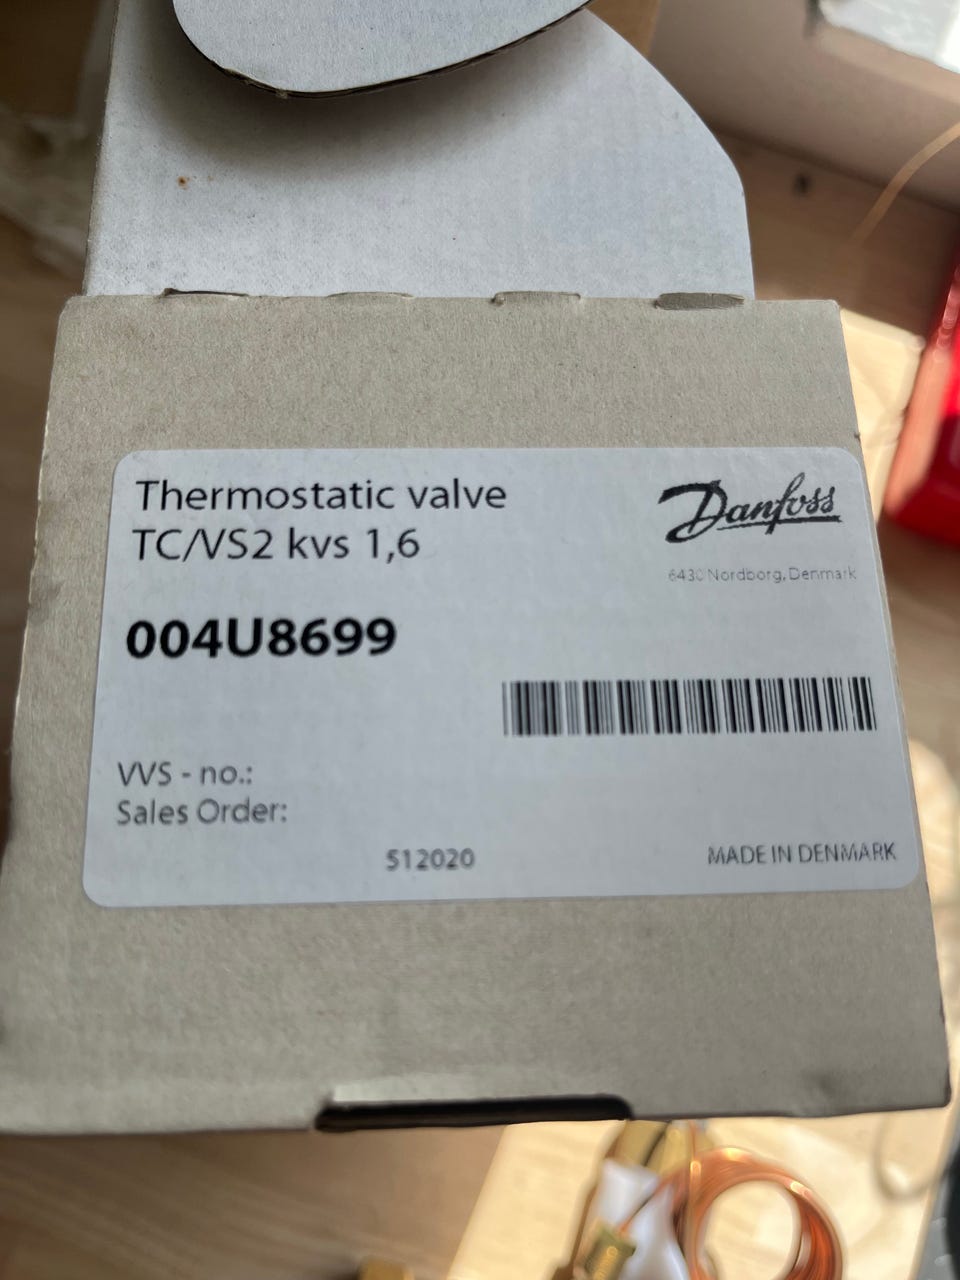 Thermostatic valve
TC/VS2 kvs 1,6
Danfoss
6430 Nordborg, Denmark
004U8699
VVS - no.:
Sales Order:
512020
MADE IN DENMARK